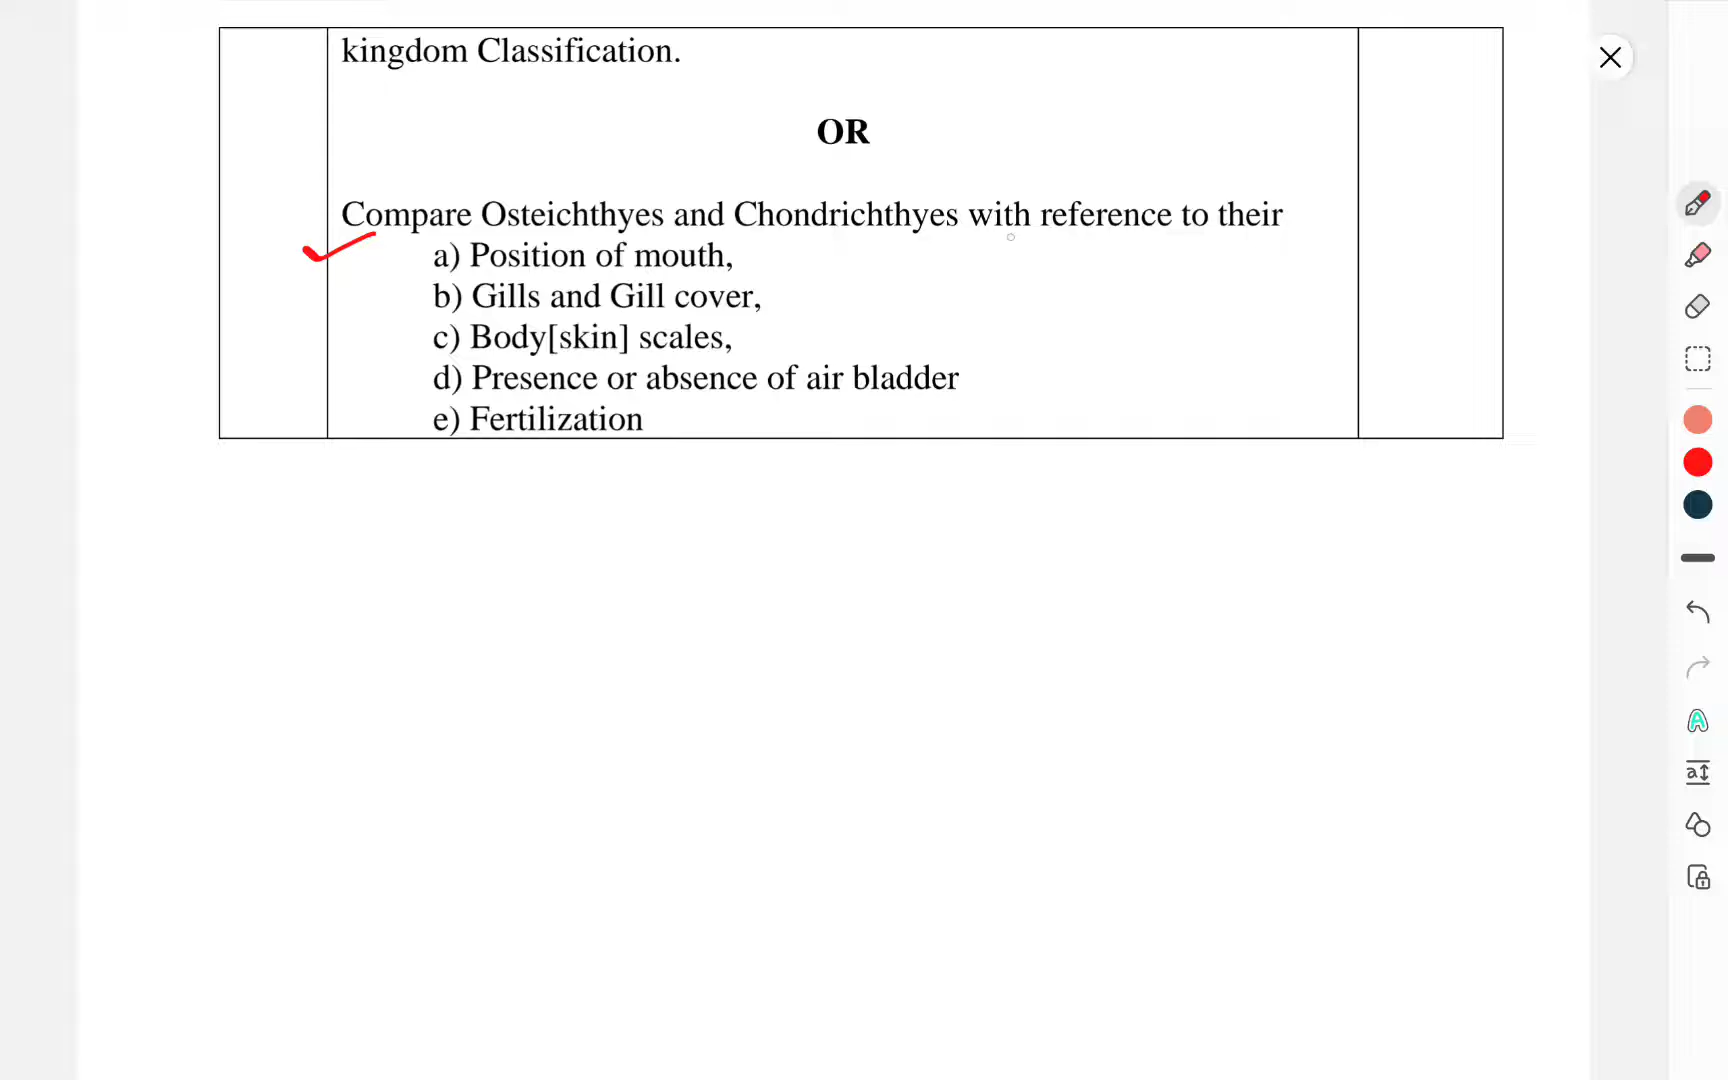 kingdom Classification.
OR
Compare Osteichthyes and Chondrichthyes with reference to their
a) Position of mouth,
b) Gills and Gill cover,
c) Body[skin] scales,
d) Presence or absence of air bladder
e) Fertilization